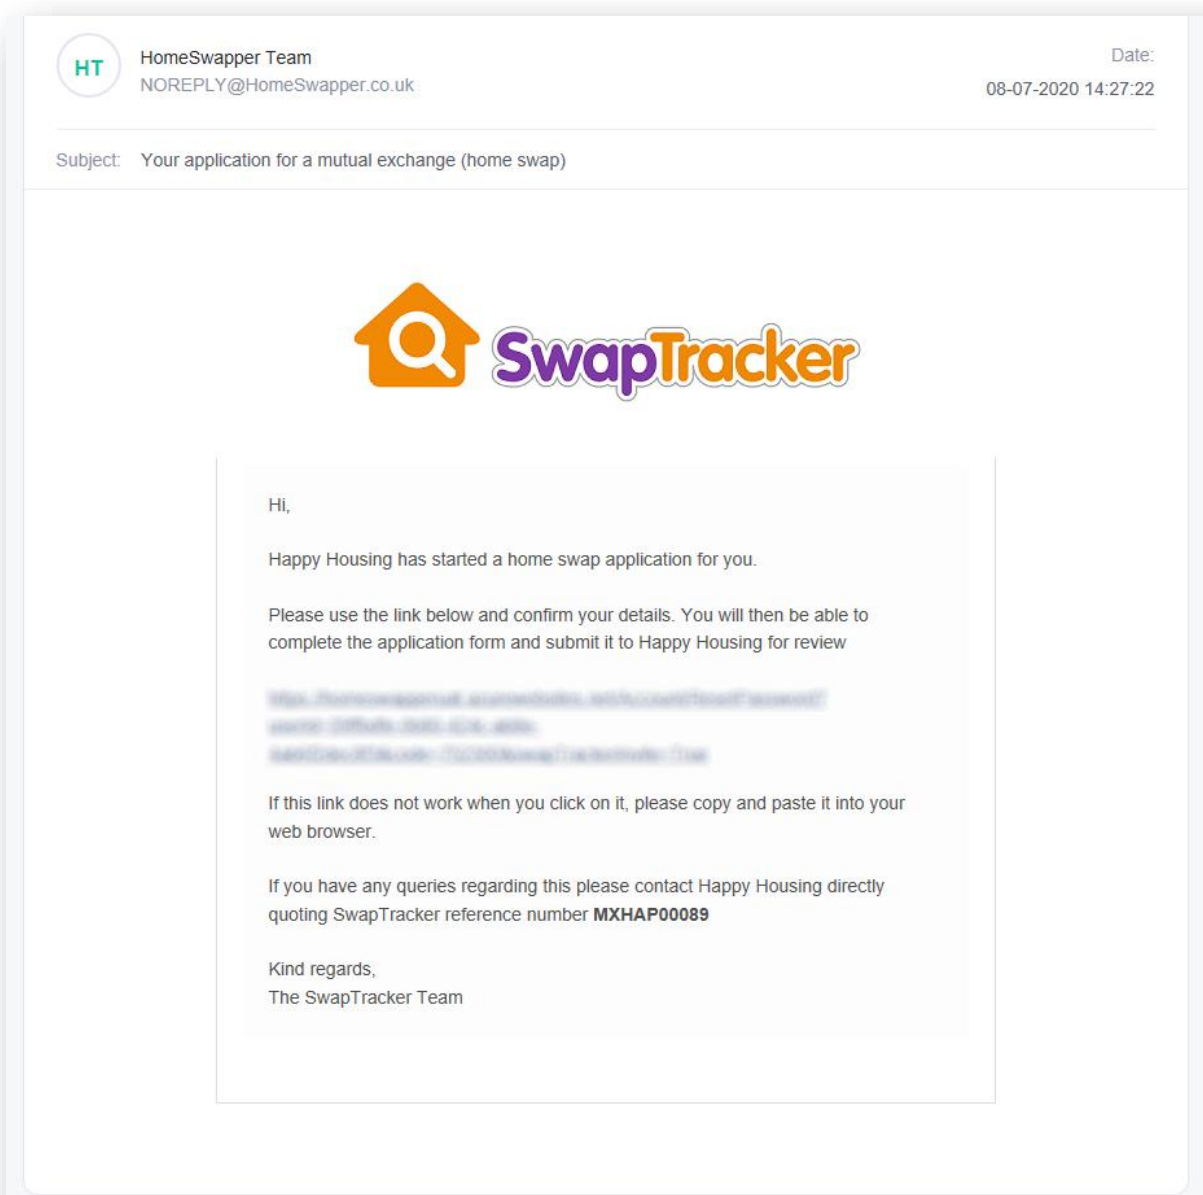 HT
HomeSwapper Team
NOREPLY@HomeSwapper.co.uk
Date:
08-07-2020 14:27:22
Subject: Your application for a mutual exchange (home swap)
SwapTracker
Hi,
Happy Housing has started a home swap application for you.
Please use the link below and confirm your details. You will then be able to
complete the application form and submit it to Happy Housing for review
If this link does not work when you click on it, please copy and paste it into your
web browser.
If you have any queries regarding this please contact Happy Housing directly
quoting SwapTracker reference number MXHAP00089
Kind regards,
The SwapTracker Team